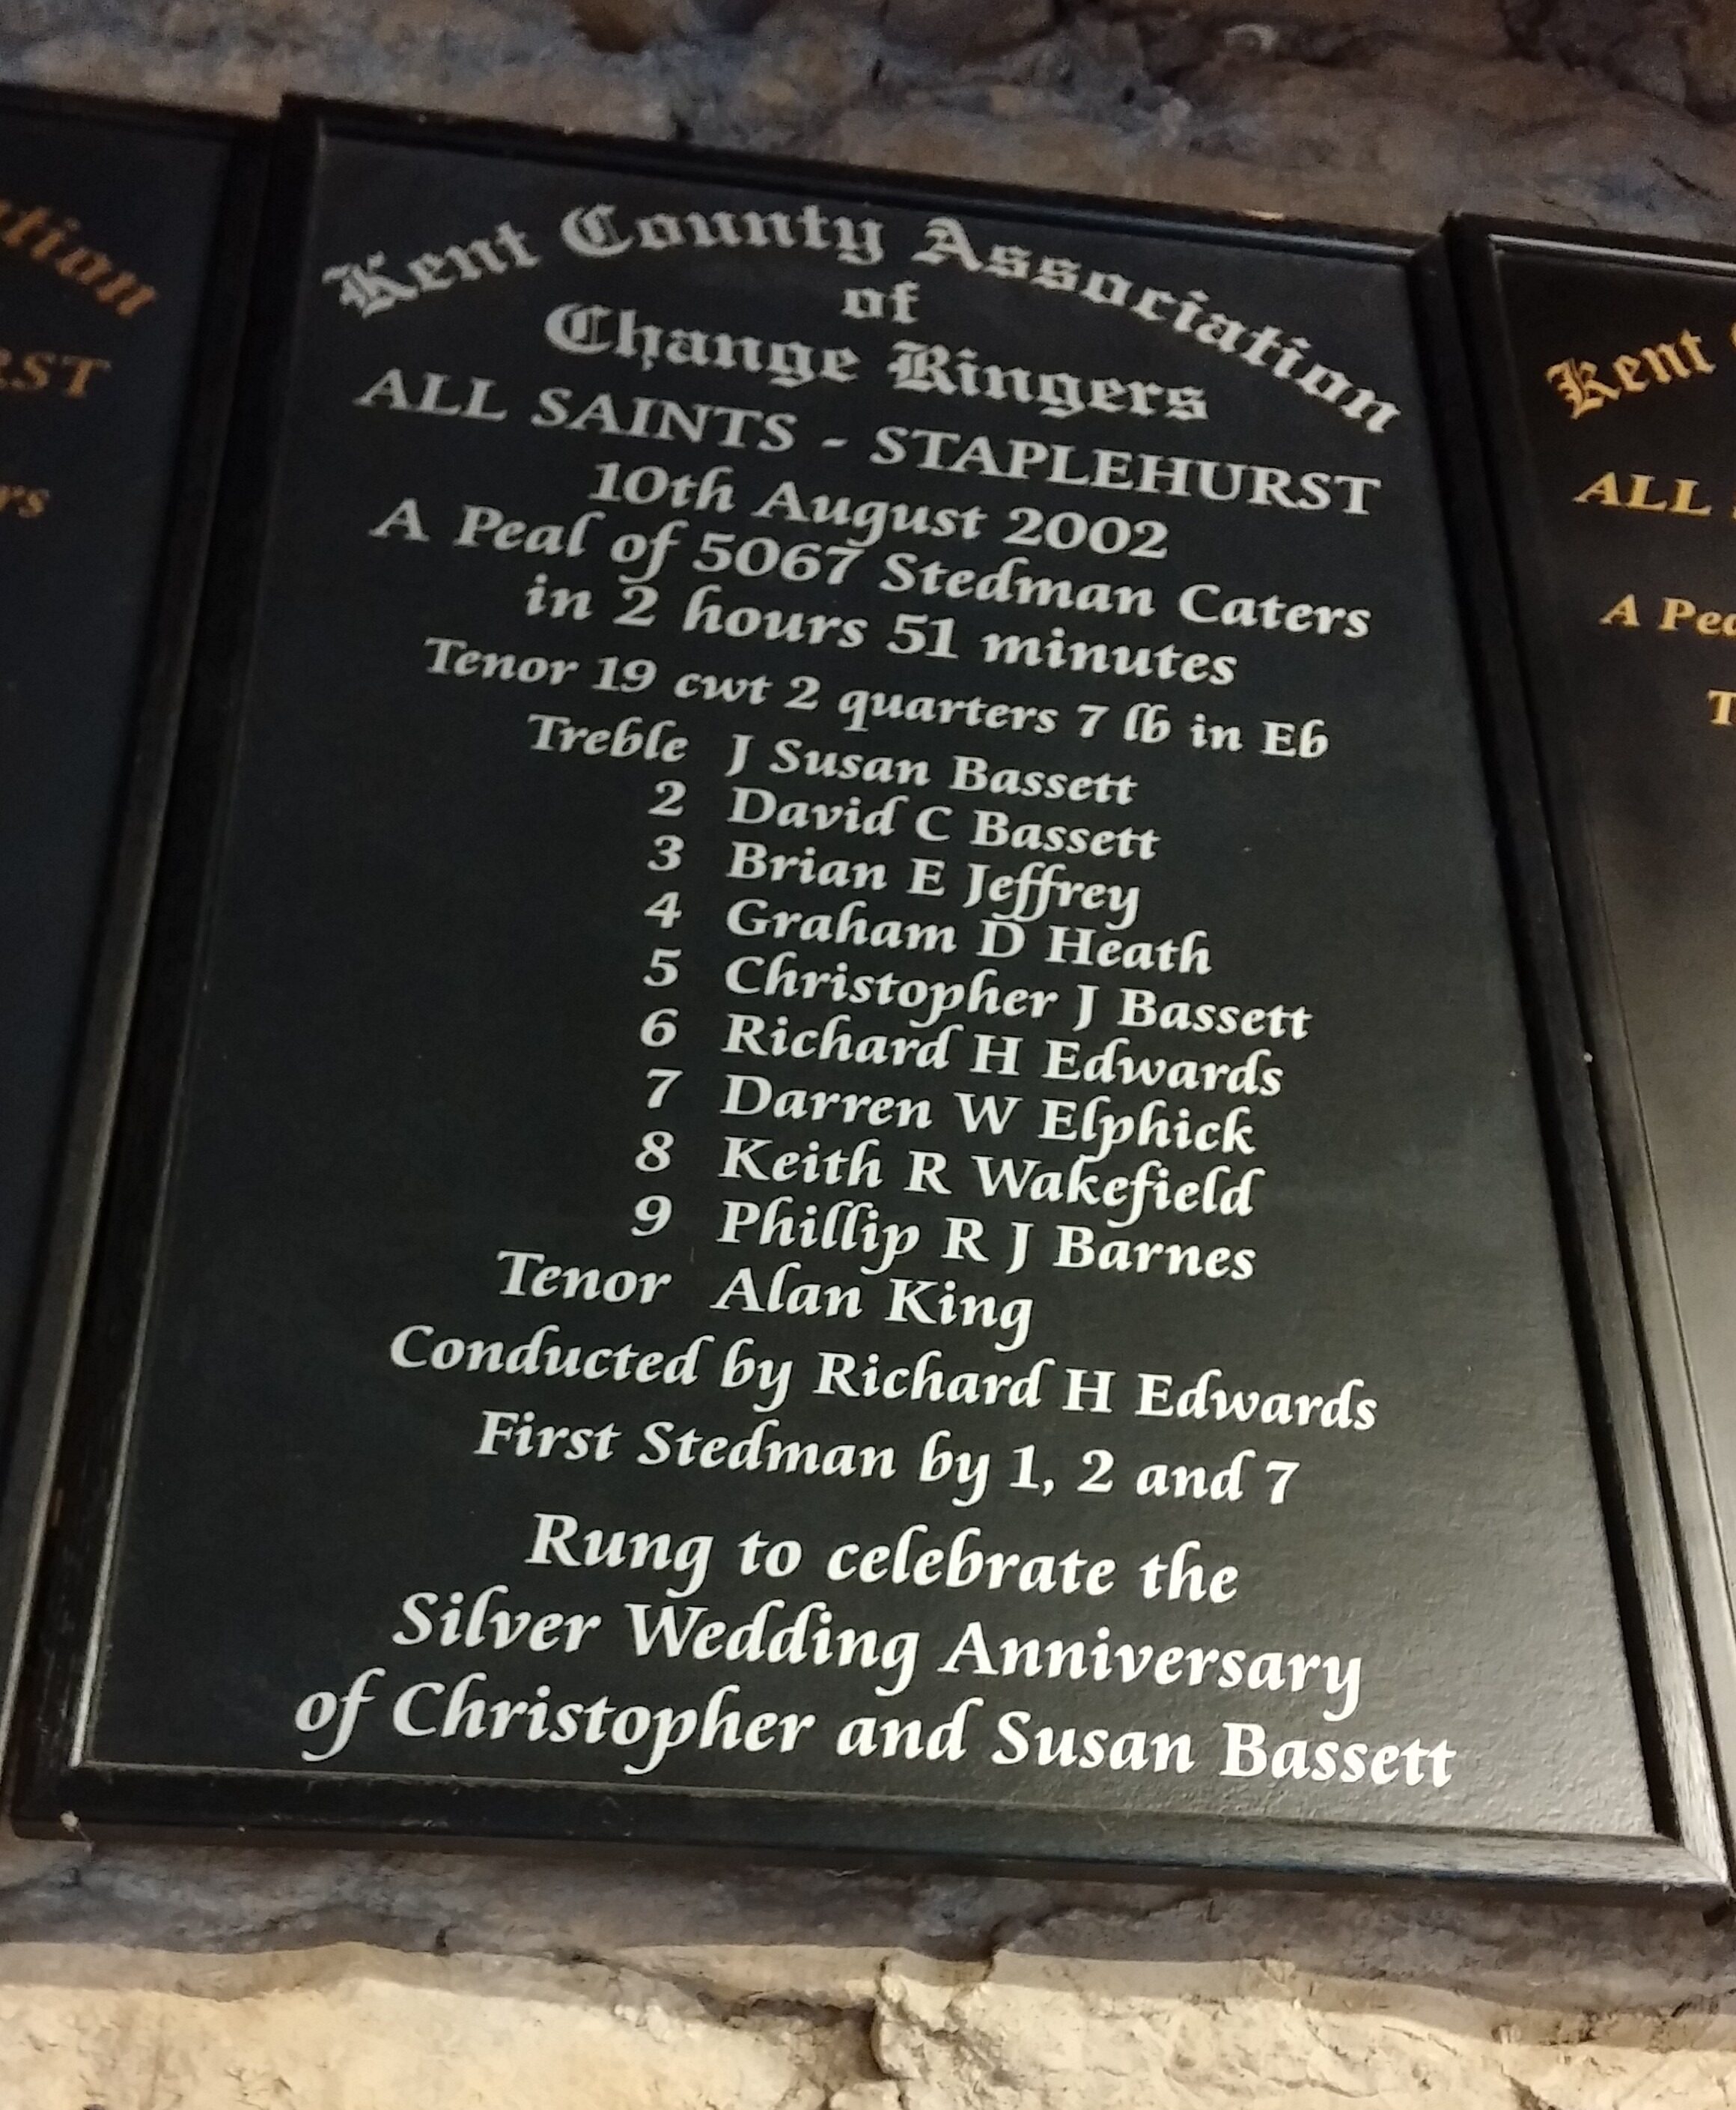 Kent County Association
of
Change Ringers
ALL SAINTS - STAPLEHURST
10th August 2002
A Peal of 5067 Stedman Caters
in 2 hours 51 minutes
Tenor 19 cwt 2 quarters 7 lb in Eb
Treble J Susan Bassett
2 David C Bassett
3 Brian E Jeffrey
4 Graham D Heath
5 Christopher J Bassett
6 Richard H Edwards
7 Darren W Elphick
8 Keith R Wakefield
9 Phillip R J Barnes
Tenor Alan King
Conducted by Richard H Edwards
First Stedman by 1, 2 and 7
Rung to celebrate the
Silver Wedding Anniversary
of Christopher and Susan Bassett
Kent
ALL
A